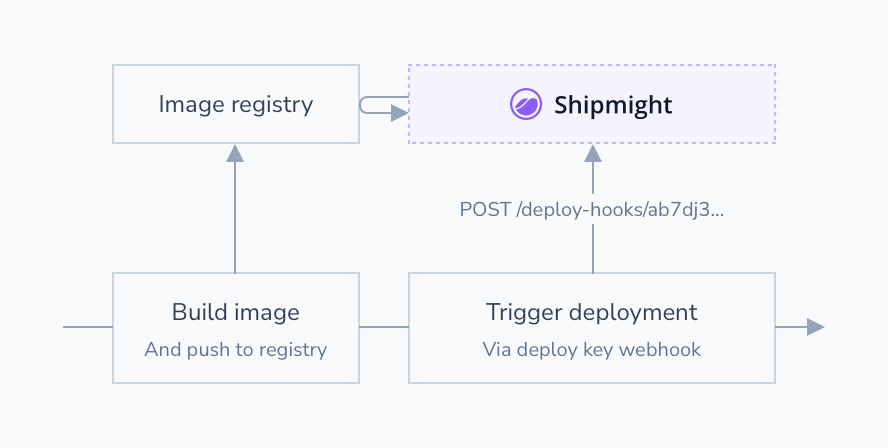 Image registry
Shipmight
POST /deploy-hooks/ab7dj3...
Build image
And push to registry
Trigger deployment
Via deploy key webhook